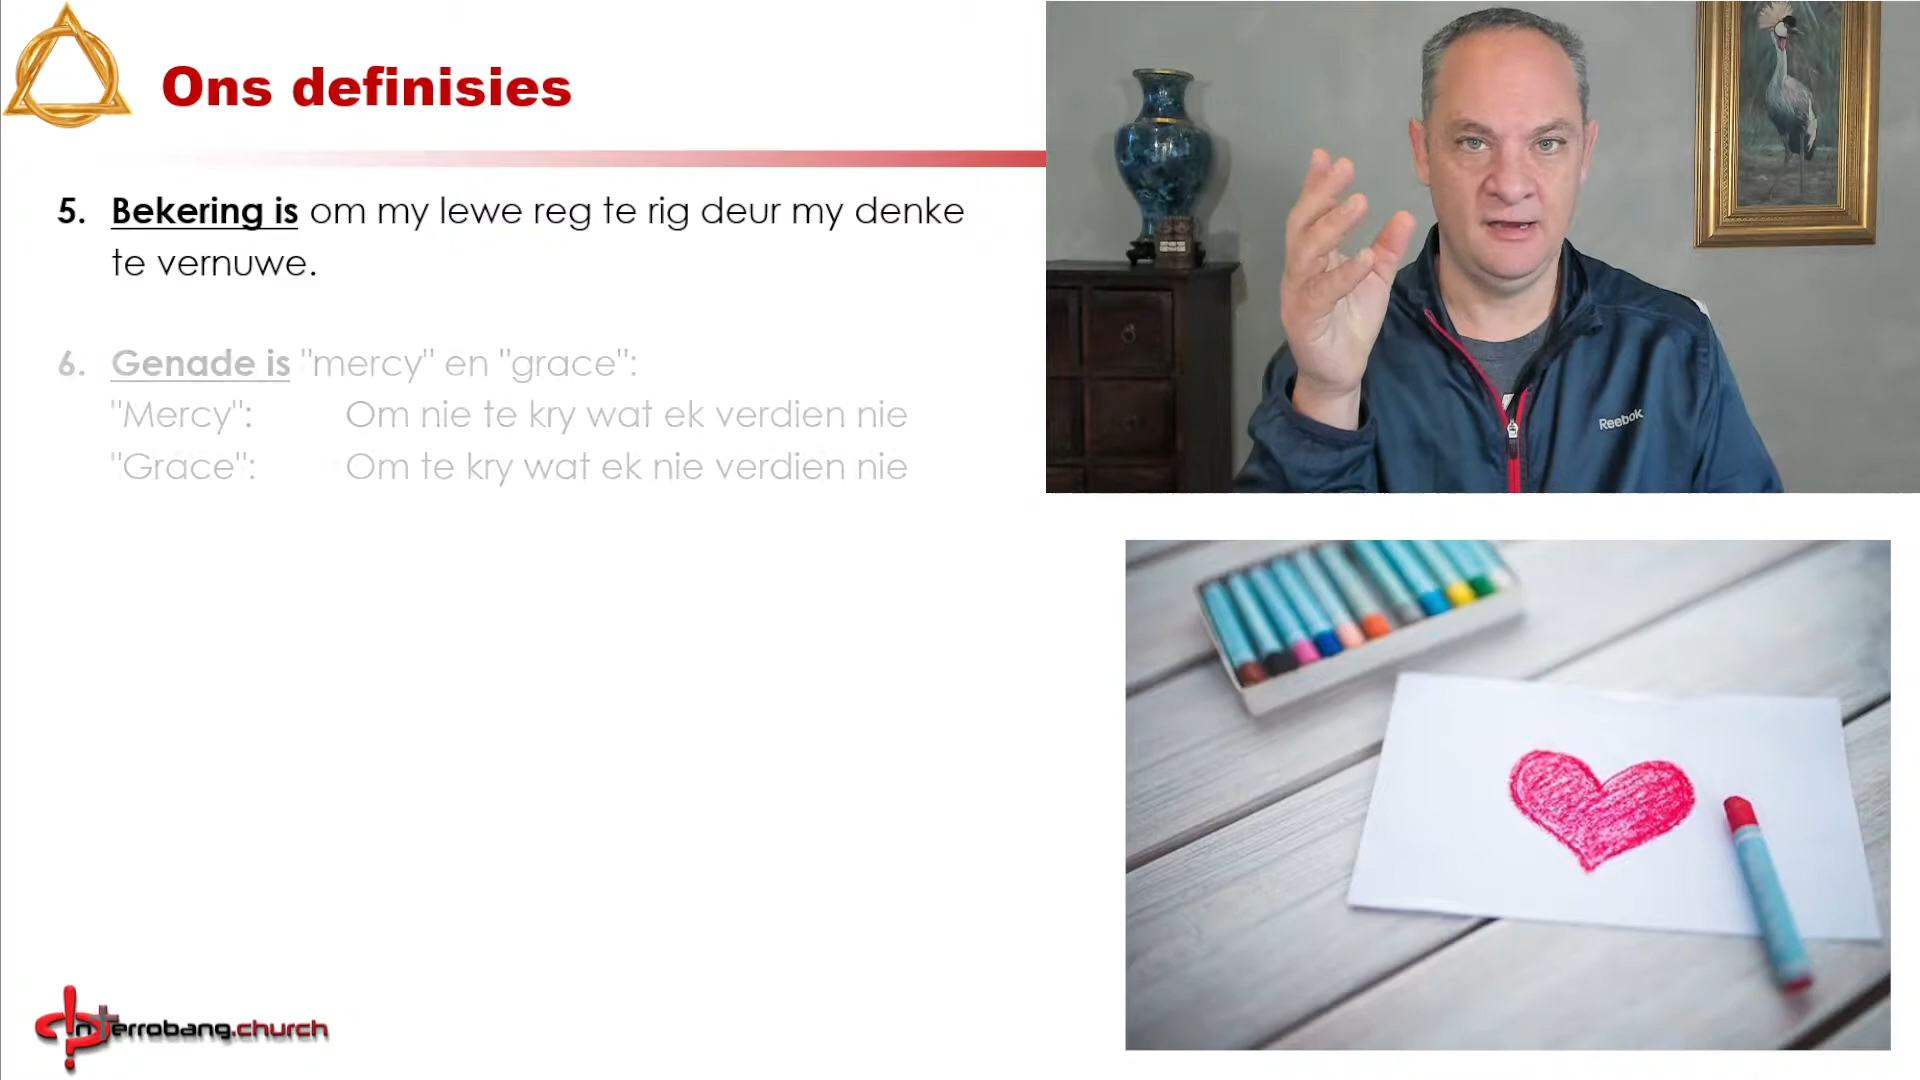 Ons definisies
5. Bekering is om my lewe reg te rig deur my denke
te vernuwe.
6. Genade is "mercy" en "grace":
"Mercy": Om nie te kry wat ek verdien nie
"Grace": Om te kry wat ek nie verdien nie
Reebok
interrobang.church